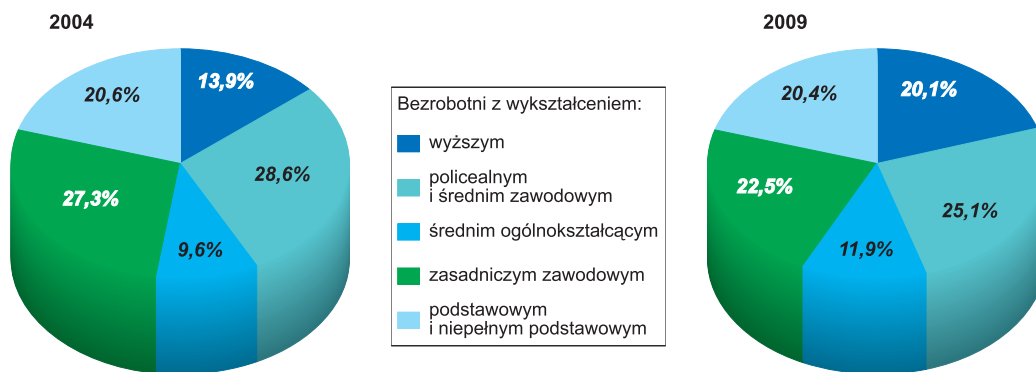 2004
13,9%
28,6%
9,6%
27,3%
20,6%
Bezrobotni z wykształceniem:
wyższym
policealnym
i średnim zawodowym
średnim ogólnokształcącym
zasadniczym zawodowym
podstawowym
i niepełnym podstawowym
2009
20,1%
25,1%
11,9%
22,5%
20,4%